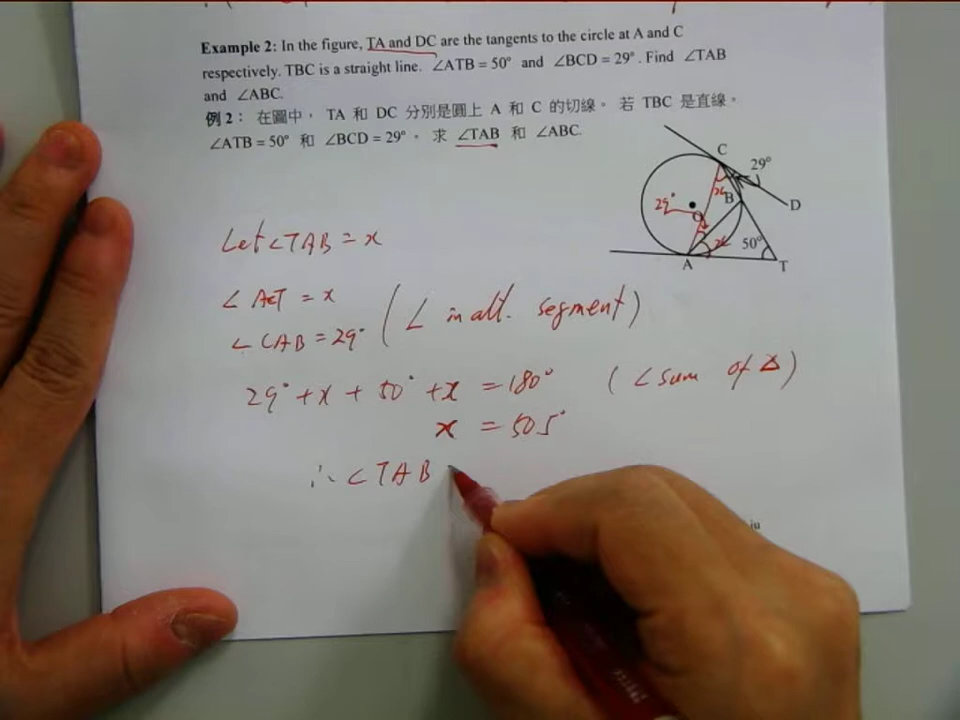 Example 2: In the figure, TA and DC are the tangents to the circle at A and C
respectively. TBC is a straight line. ∠ATB = 50° and ∠BCD = 29°. Find ∠TAB
and ∠ABC.
例 2： 在圖中， TA 和 DC 分別是圓上 A 和 C 的切線。 若 TBC 是直線，
∠ATB = 50° 和 ∠BCD = 29°， 求 ∠TAB 和 ∠ABC.
C
29°
x
B
29°
O
D
x
50°
A
T
Let ∠TAB = x
∠ACT = x
∠CAB = 29° (∠ in alt. segment)
29° + x + 50° + x = 180° (∠ sum of Δ)
x = 50.5°
∴ ∠TAB
iu